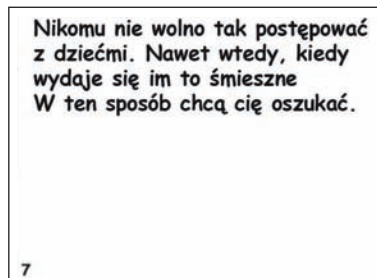 Nikomu nie wolno tak postępować
z dziećmi. Nawet wtedy, kiedy
wydaje się im to śmieszne
W ten sposób chcą cię oszukać.
7